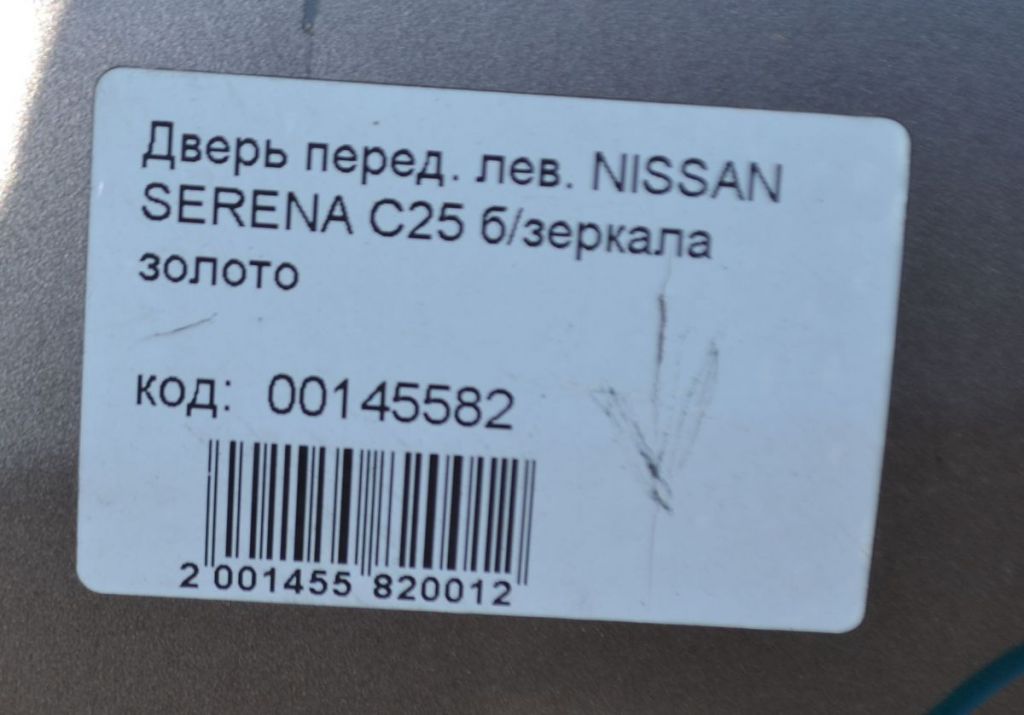 Дверь перед. лев. NISSAN
SERENA C25 б/зеркала
золото
код: 00145582
2 001455 820012